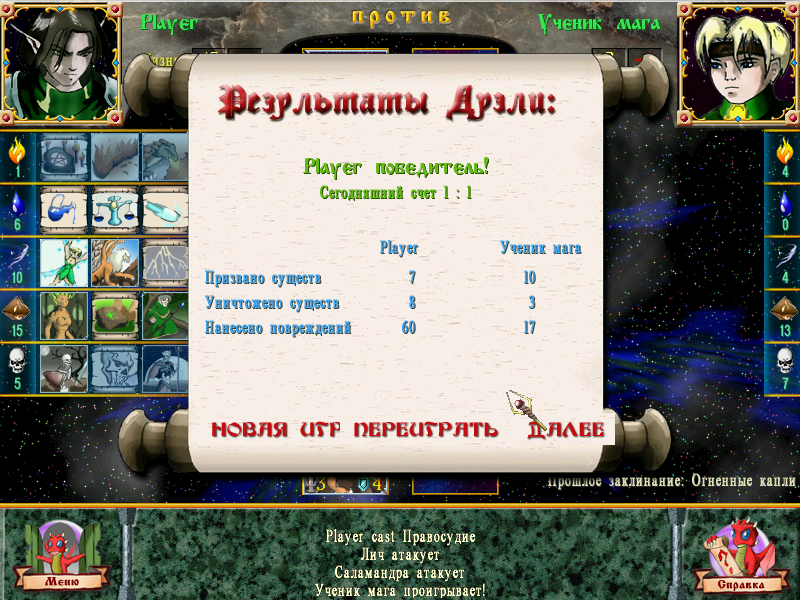 Player
против
Ученик мага
Результаты Дуэли:
Player победитель!
Сегодняшний счет 1 : 1
Player Ученик мага
Призвано существ 7 10
Уничтожено существ 8 3
Нанесено повреждений 60 17
НОВАЯ ИГР ПЕРЕИГРАТЬ ДАЛЕЕ
1
6
10
15
5
4
0
4
13
7
3 4
Прошлое заклинание: Огненные капли
Player cast Правосудие
Лич атакует
Саламандра атакует
Ученик мага проигрывает!
Меню
Справка